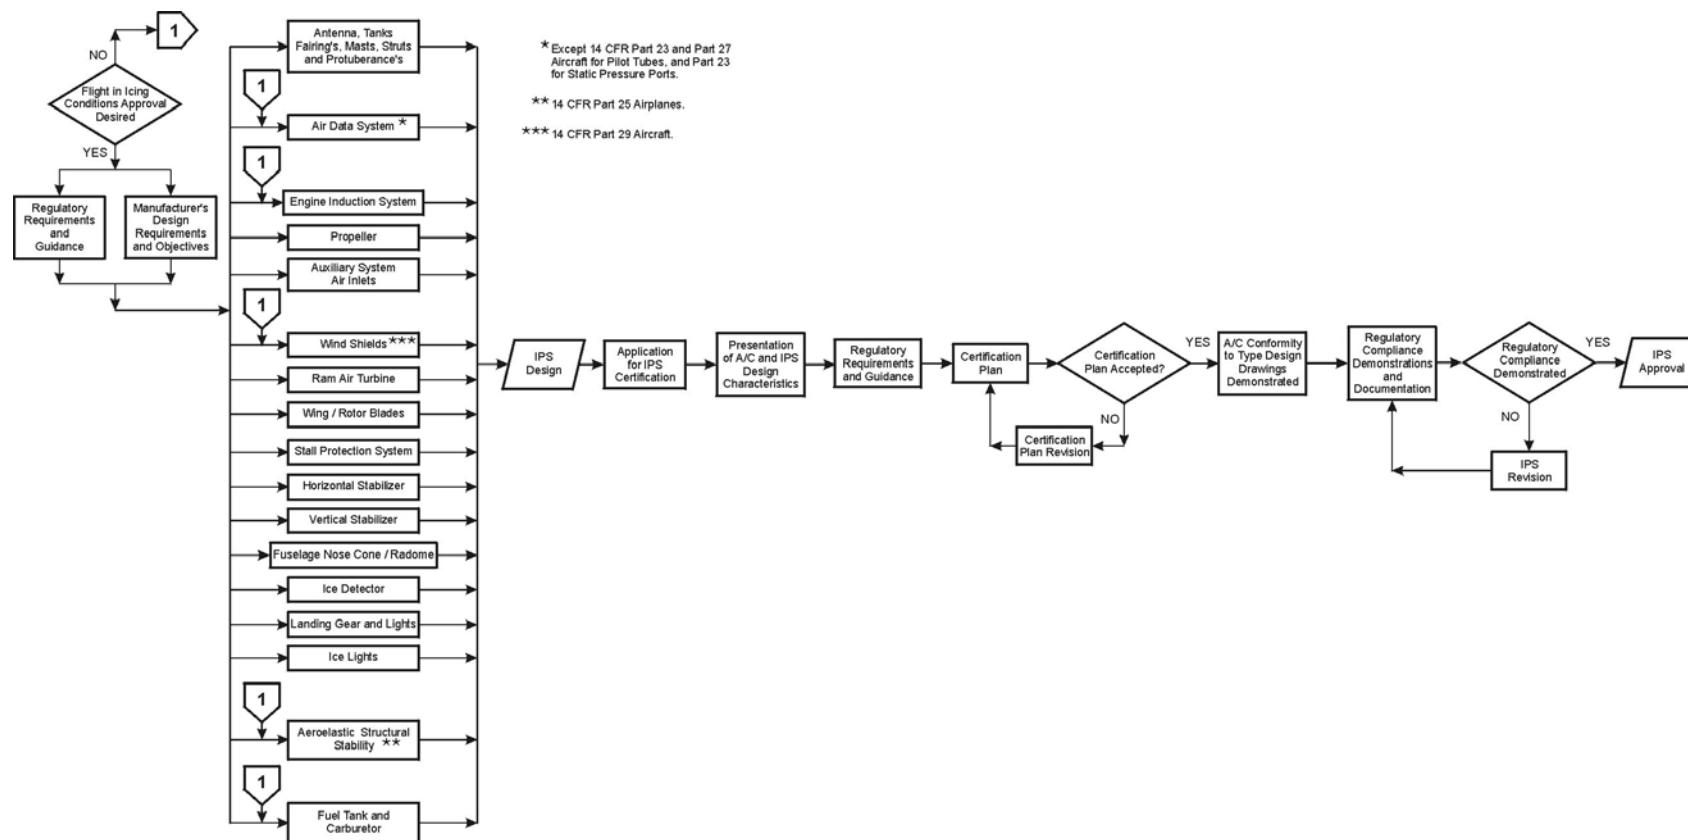 1
NO
Flight in Icing
Conditions Approval
Desired
YES
Regulatory
Requirements
and
Guidance
Manufacturer's
Design
Requirements
and Objectives
Antenna, Tanks
Fairing's, Masts, Struts
and Protuberance's
1
Air Data System *
1
Engine Induction System
Propeller
Auxiliary System
Air Inlets
1
Wind Shields ***
Ram Air Turbine
Wing / Rotor Blades
Stall Protection System
Horizontal Stabilizer
Vertical Stabilizer
Fuselage Nose Cone / Radome
Ice Detector
Landing Gear and Lights
Ice Lights
1
Aeroelastic Structural
Stability **
1
Fuel Tank and
Carburetor
* Except 14 CFR Part 23 and Part 27
Aircraft for Pilot Tubes, and Part 23
for Static Pressure Ports.
** 14 CFR Part 25 Airplanes.
*** 14 CFR Part 29 Aircraft.
IPS
Design
Application
for IPS
Certification
Presentation
of A/C and IPS
Design
Characteristics
Regulatory
Requirements
and Guidance
Certification
Plan
Certification
Plan Accepted?
YES
NO
Certification
Plan Revision
A/C Conformity
to Type Design
Drawings
Demonstrated
Regulatory
Compliance
Demonstrations
and
Documentation
Regulatory
Compliance
Demonstrated
YES
NO
IPS
Revision
IPS
Approval